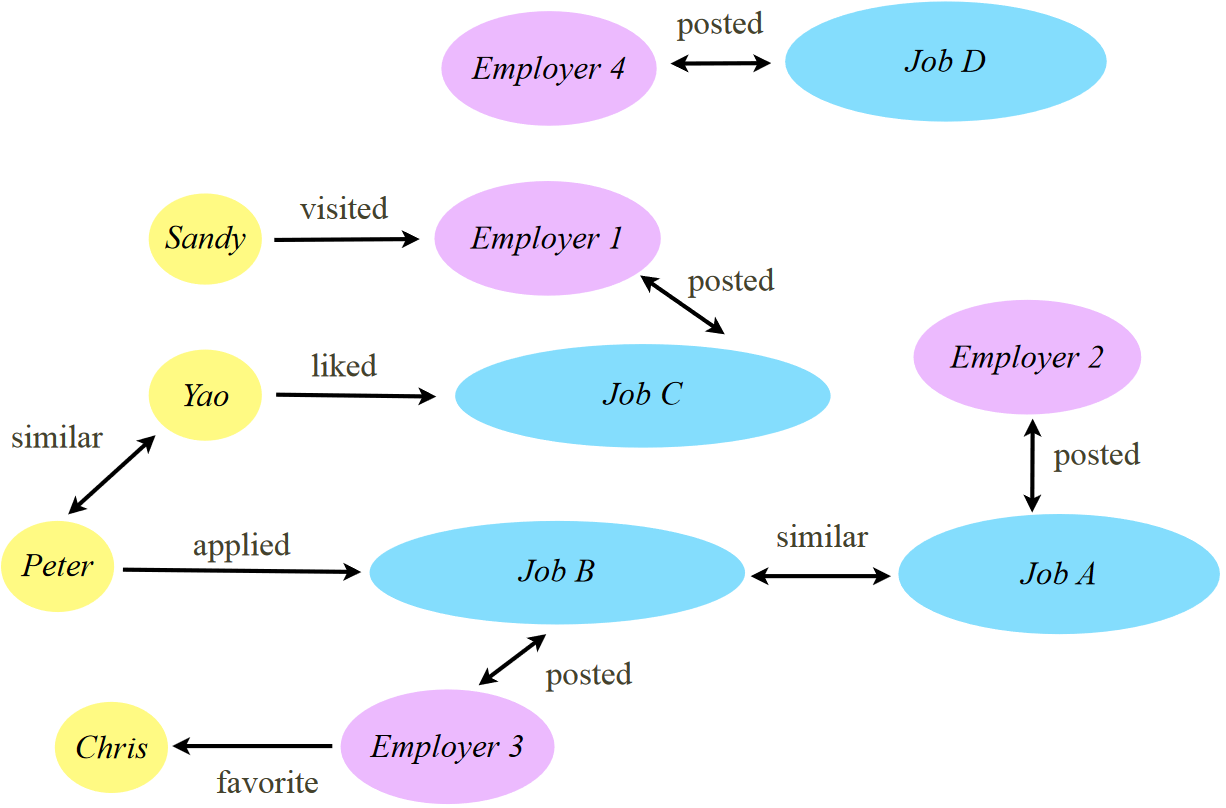 posted
Employer 4
Job D
visited
Sandy
Employer 1
posted
Employer 2
liked
Yao
Job C
similar
posted
applied
similar
Peter
Job B
Job A
posted
Chris
Employer 3
favorite